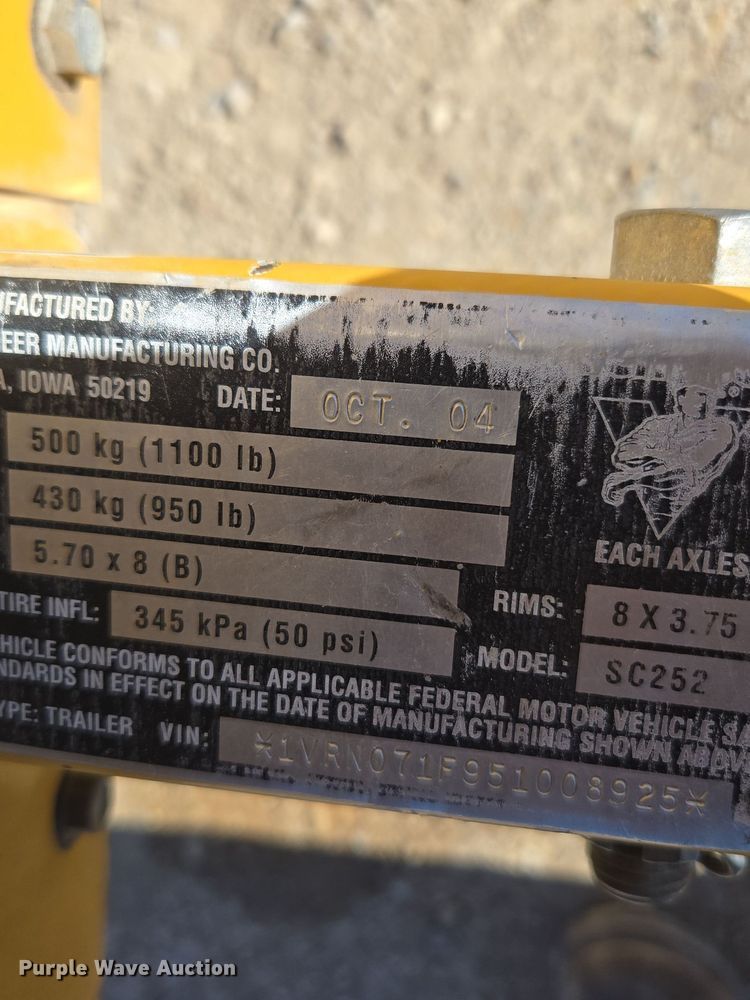 UFACTURED BY
EER MANUFACTURING CO.
A, IOWA 50219 DATE: OCT. 04
500 kg (1100 lb)
430 kg (950 lb)
5.70 x 8 (B)
EACH AXLES
TIRE INFL: 345 kPa (50 psi) RIMS: 8 X 3.75
MODEL: SC252
HICLE CONFORMS TO ALL APPLICABLE FEDERAL MOTOR VEHICLE SA
NDARDS IN EFFECT ON THE DATE OF MANUFACTURING SHOWN ABOV
YPE: TRAILER VIN: *1VRN071F951008925*
Purple Wave Auction